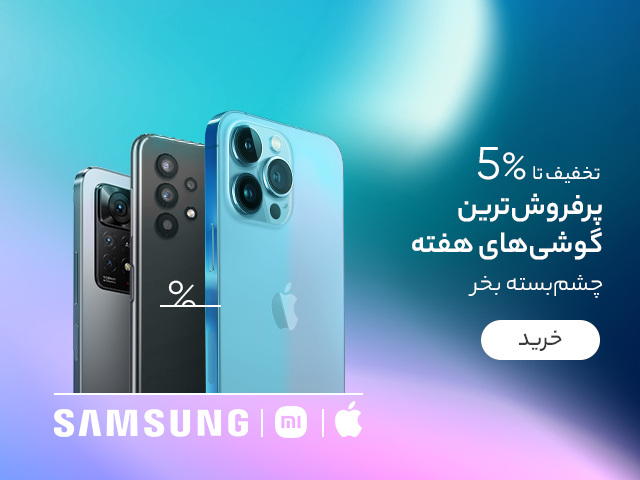 تخفیف تا 5%
پرفروش‌ترین
گوشی‌های هفته
چشم‌بسته بخر
خرید
%
SAMSUNG | mi |